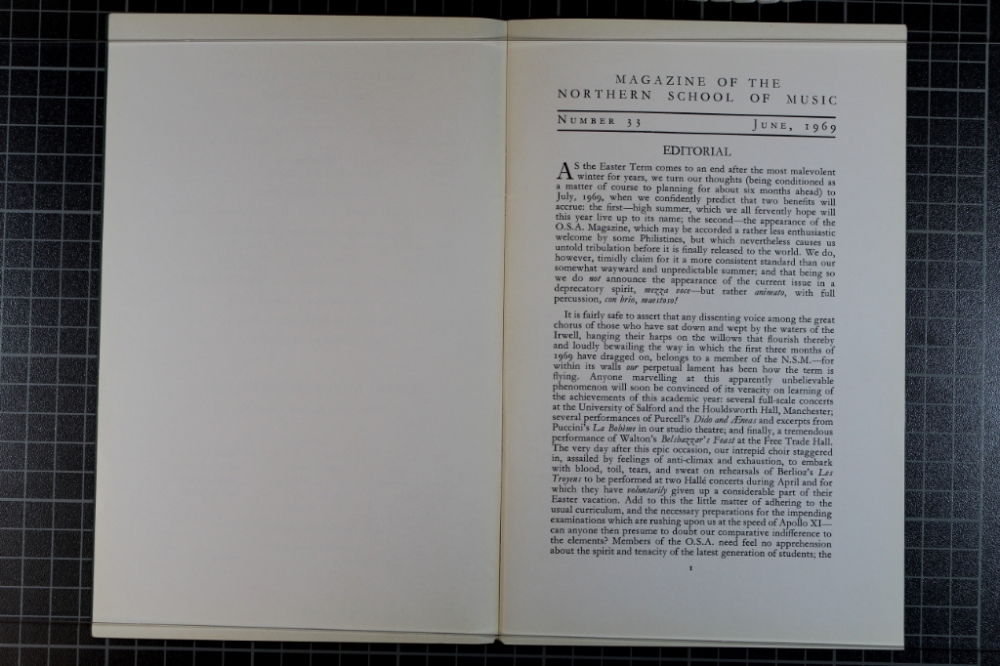 MAGAZINE OF THE
NORTHERN SCHOOL OF MUSIC
NUMBER 33 JUNE, 1969
EDITORIAL
AS the Easter Term comes to an end after the most malevolent
winter for years, we turn our thoughts (being conditioned as
a matter of course to planning for about six months ahead) to
July, 1969, when we confidently predict that two benefits will
accrue: the first—high summer, which we all fervently hope will
this year live up to its name; the second—the appearance of the
O.S.A. Magazine, which may be accorded a rather less enthusiastic
welcome by some Philistines, but which nevertheless causes us
untold tribulation before it is finally released to the world. We do,
however, timidly claim for it a more consistent standard than our
somewhat wayward and unpredictable summer; and that being so
we do not announce the appearance of the current issue in a
deprecatory spirit, mezza voce—but rather animato, with full
percussion, con brio, maestoso!
It is fairly safe to assert that any dissenting voice among the great
chorus of those who have sat down and wept by the waters of the
Irwell, hanging their harps on the willows that flourish thereby
and loudly bewailing the way in which the first three months of
1969 have dragged on, belongs to a member of the N.S.M.—for
within its walls our perpetual lament has been how the term is
flying. Anyone marvelling at this apparently unbelievable
phenomenon will soon be convinced of its veracity on learning of
the achievements of this academic year: several full-scale concerts
at the University of Salford and the Houldsworth Hall, Manchester;
several performances of Purcell's Dido and Æneas and excerpts from
Puccini's La Bohème in our studio theatre; and finally, a tremendous
performance of Walton's Belshazzar's Feast at the Free Trade Hall.
The very day after this epic occasion, our intrepid choir staggered
in, assailed by feelings of anti-climax and exhaustion, to embark
with blood, toil, tears, and sweat on rehearsals of Berlioz's Les
Troyens to be performed at two Hallé concerts during April and for
which they have voluntarily given up a considerable part of their
Easter vacation. Add to this the little matter of adhering to the
usual curriculum, and the necessary preparations for the impending
examinations which are rushing upon us at the speed of Apollo XI—
can anyone then presume to doubt our comparative indifference to
the elements? Members of the O.S.A. need feel no apprehension
about the spirit and tenacity of the latest generation of students; the
1